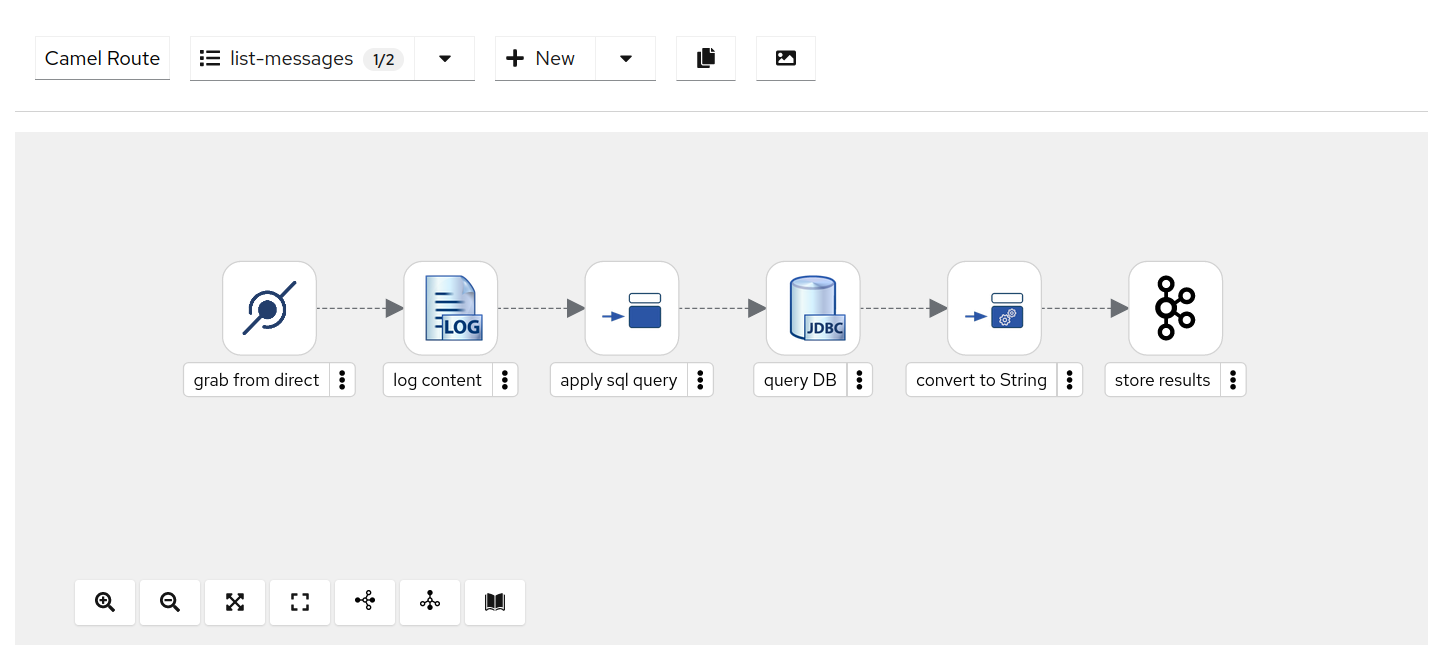 Camel Route
list-messages 1/2
New
LOG
JDBC
grab from direct
log content
apply sql query
query DB
convert to String
store results